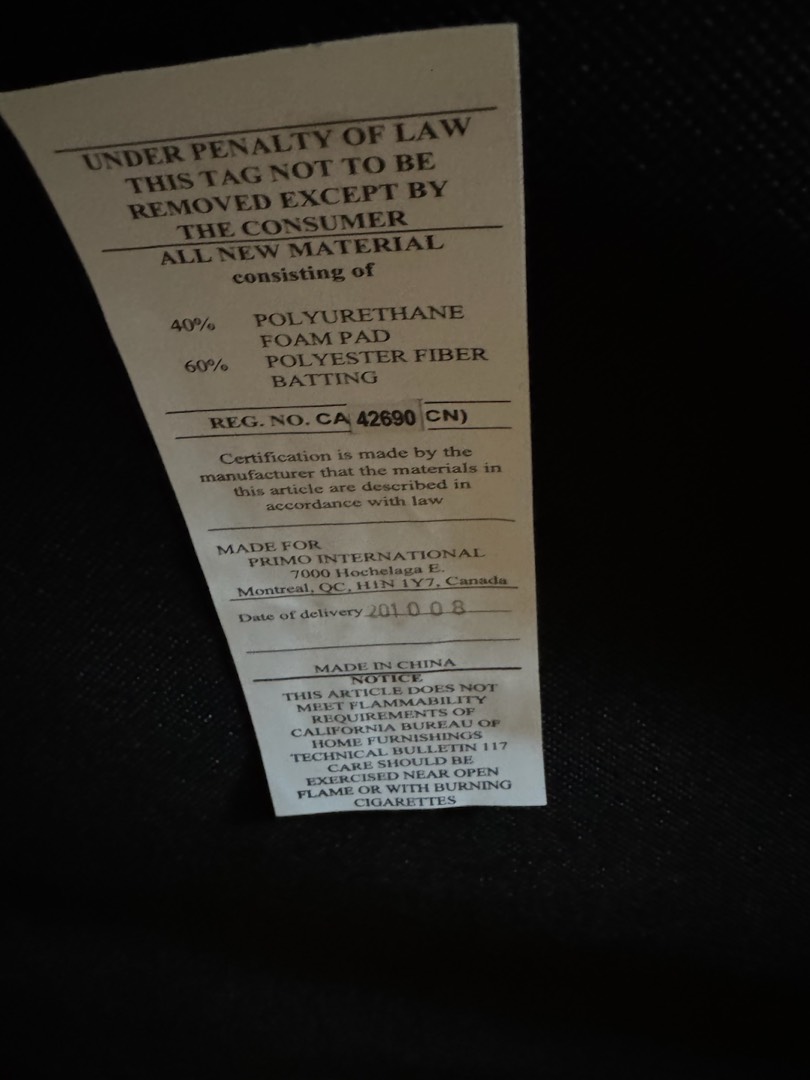 UNDER PENALTY OF LAW
THIS TAG NOT TO BE
REMOVED EXCEPT BY
THE CONSUMER
ALL NEW MATERIAL
consisting of
40% POLYURETHANE
FOAM PAD
60% POLYESTER FIBER
BATTING
REG. NO. CA 42690 CN)
Certification is made by the
manufacturer that the materials in
this article are described in
accordance with law
MADE FOR
PRIMO INTERNATIONAL
7000 Hochelaga E.
Montreal, QC, H1N 1Y7, Canada
Date of delivery 201008
MADE IN CHINA
NOTICE
THIS ARTICLE DOES NOT
MEET FLAMMABILITY
REQUIREMENTS OF
CALIFORNIA BUREAU OF
HOME FURNISHINGS
TECHNICAL BULLETIN 117
CARE SHOULD BE
EXERCISED NEAR OPEN
FLAME OR WITH BURNING
CIGARETTES